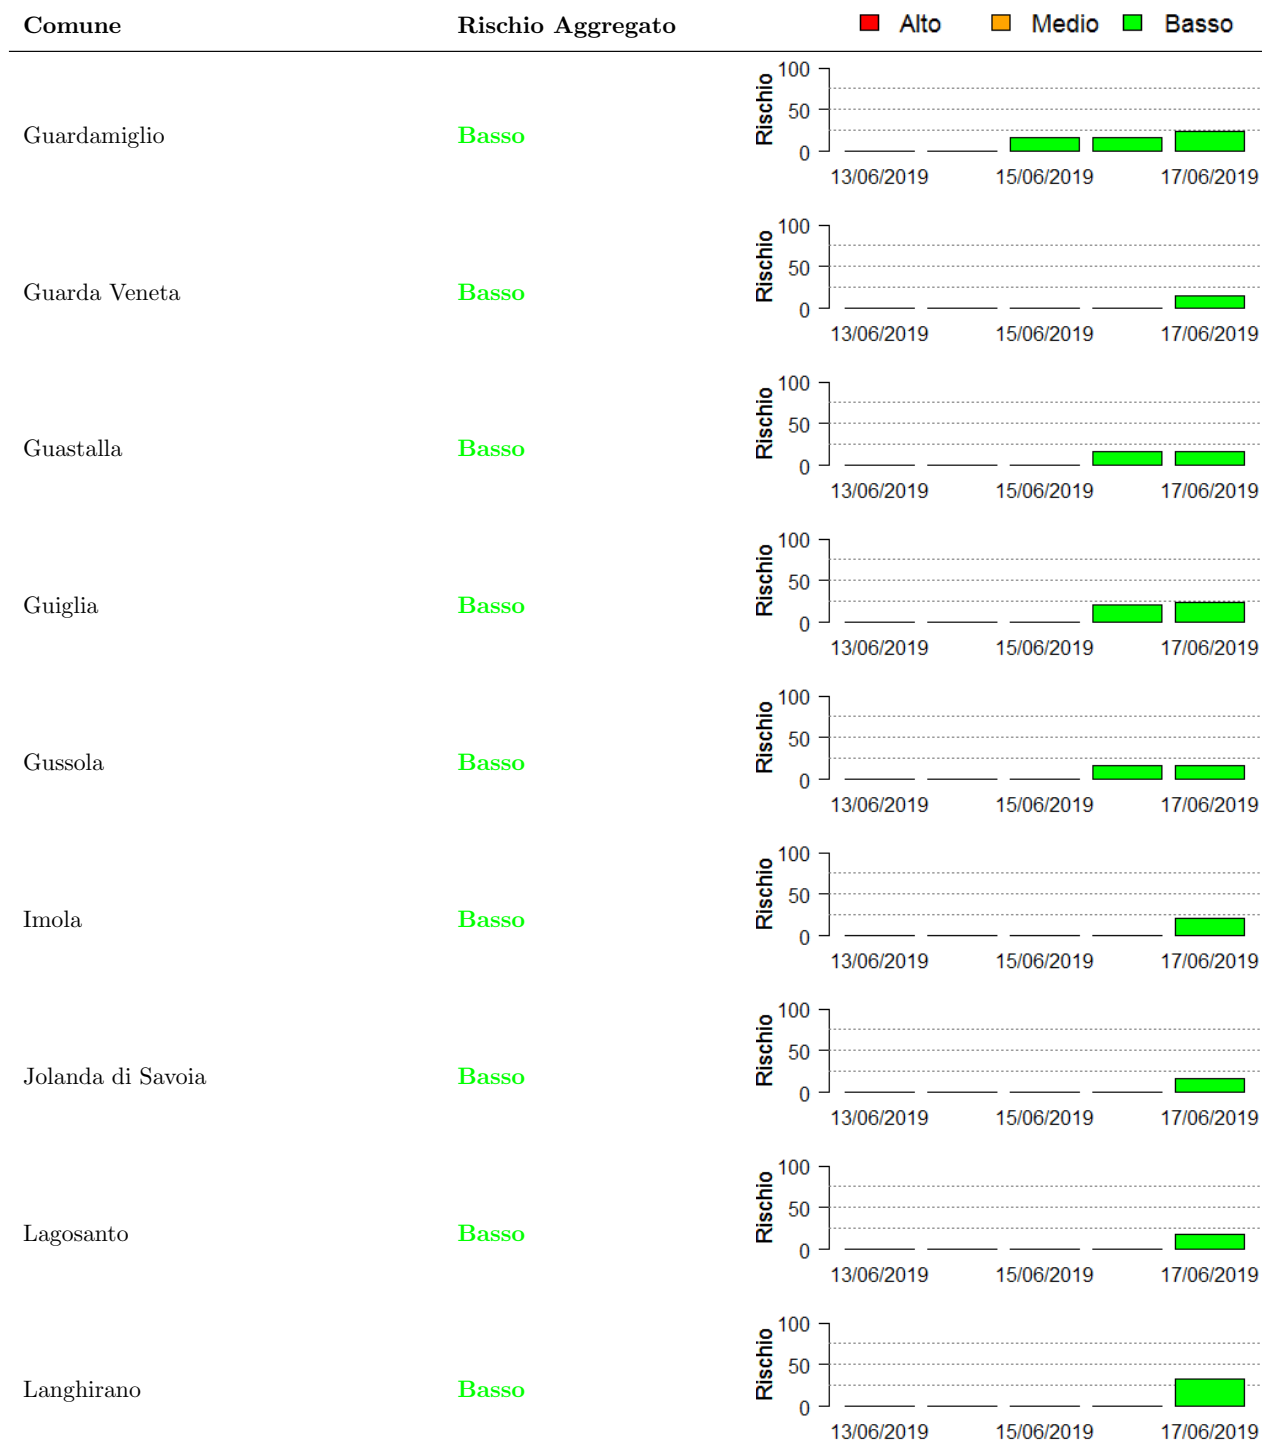 Comune Rischio Aggregato Alto Medio Basso
Guardamiglio Basso
Rischio
100
50
0
13/06/2019 15/06/2019 17/06/2019
Guarda Veneta Basso
Rischio
100
50
0
13/06/2019 15/06/2019 17/06/2019
Guastalla Basso
Rischio
100
50
0
13/06/2019 15/06/2019 17/06/2019
Guiglia Basso
Rischio
100
50
0
13/06/2019 15/06/2019 17/06/2019
Gussola Basso
Rischio
100
50
0
13/06/2019 15/06/2019 17/06/2019
Imola Basso
Rischio
100
50
0
13/06/2019 15/06/2019 17/06/2019
Jolanda di Savoia Basso
Rischio
100
50
0
13/06/2019 15/06/2019 17/06/2019
Lagosanto Basso
Rischio
100
50
0
13/06/2019 15/06/2019 17/06/2019
Langhirano Basso
Rischio
100
50
0
13/06/2019 15/06/2019 17/06/2019